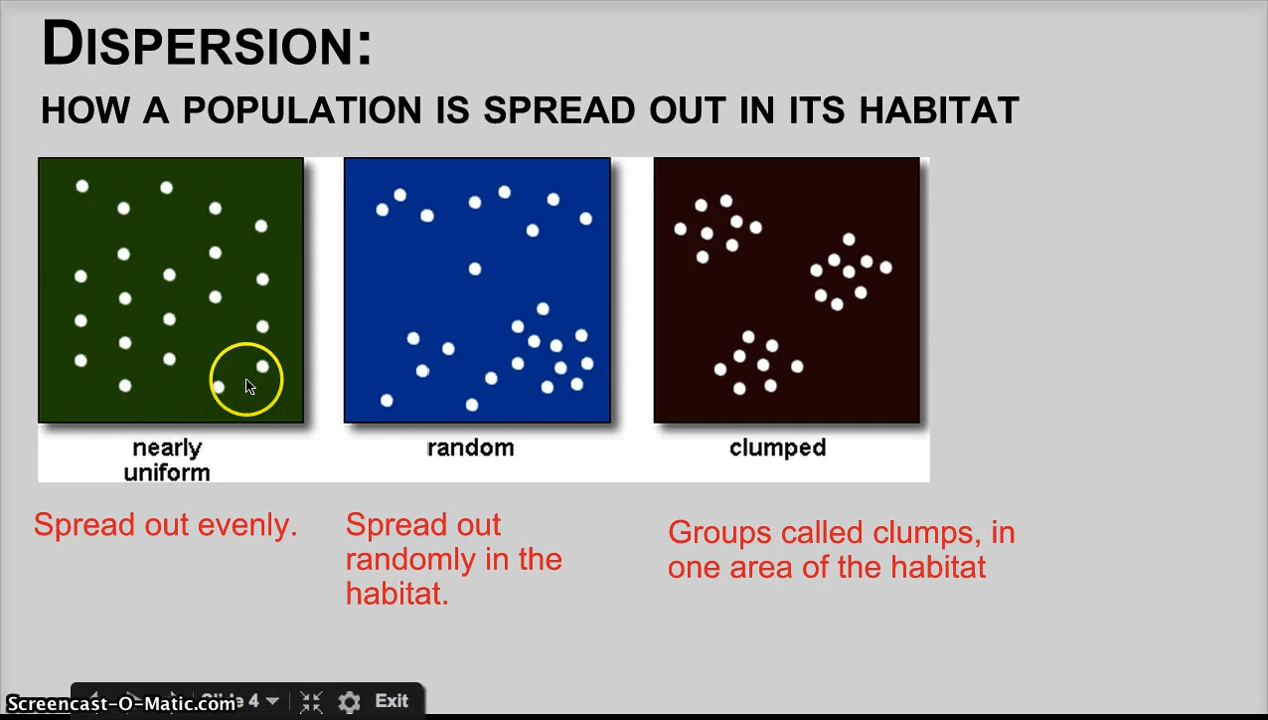 DISPERSION:
HOW A POPULATION IS SPREAD OUT IN ITS HABITAT
nearly
uniform
random
clumped
Spread out evenly.
Spread out
randomly in the
habitat.
Groups called clumps, in
one area of the habitat
Screencast-O-Matic.com
4
Exit